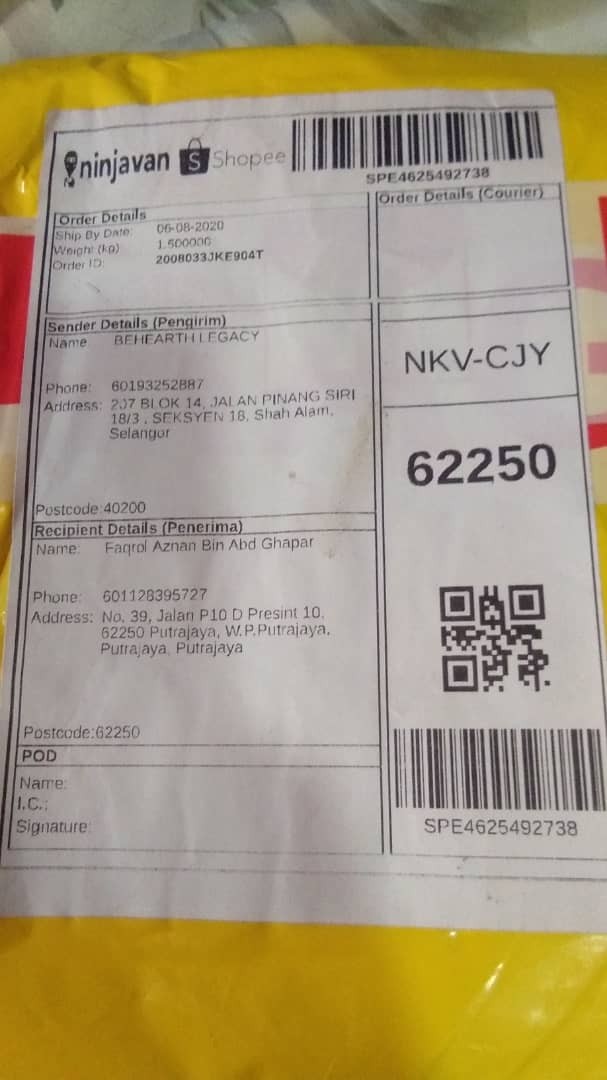 ninjavan S Shopee
SPE4625492738
Order Details
Ship By Date: 06-08-2020
Weight (kg) 1.500000
Order ID: 2008033JKE904T
Order Details (Courier)
Sender Details (Pengirim)
Name BEHEARTH LEGACY
Phone: 60193252887
Address: 207 BLOK 14, JALAN PINANG SIRI
18/3 , SEKSYEN 18, Shah Alam,
Selangor
Postcode:40200
NKV-CJY
62250
Recipient Details (Penerima)
Name: Faqrol Aznan Bin Abd Ghapar
Phone: 601128395727
Address: No. 39, Jalan P10 D Presint 10,
62250 Putrajaya, W.P.Putrajaya,
Putrajaya, Putrajaya
Postcode:62250
POD
Name:
I.C.:
Signature:
SPE4625492738